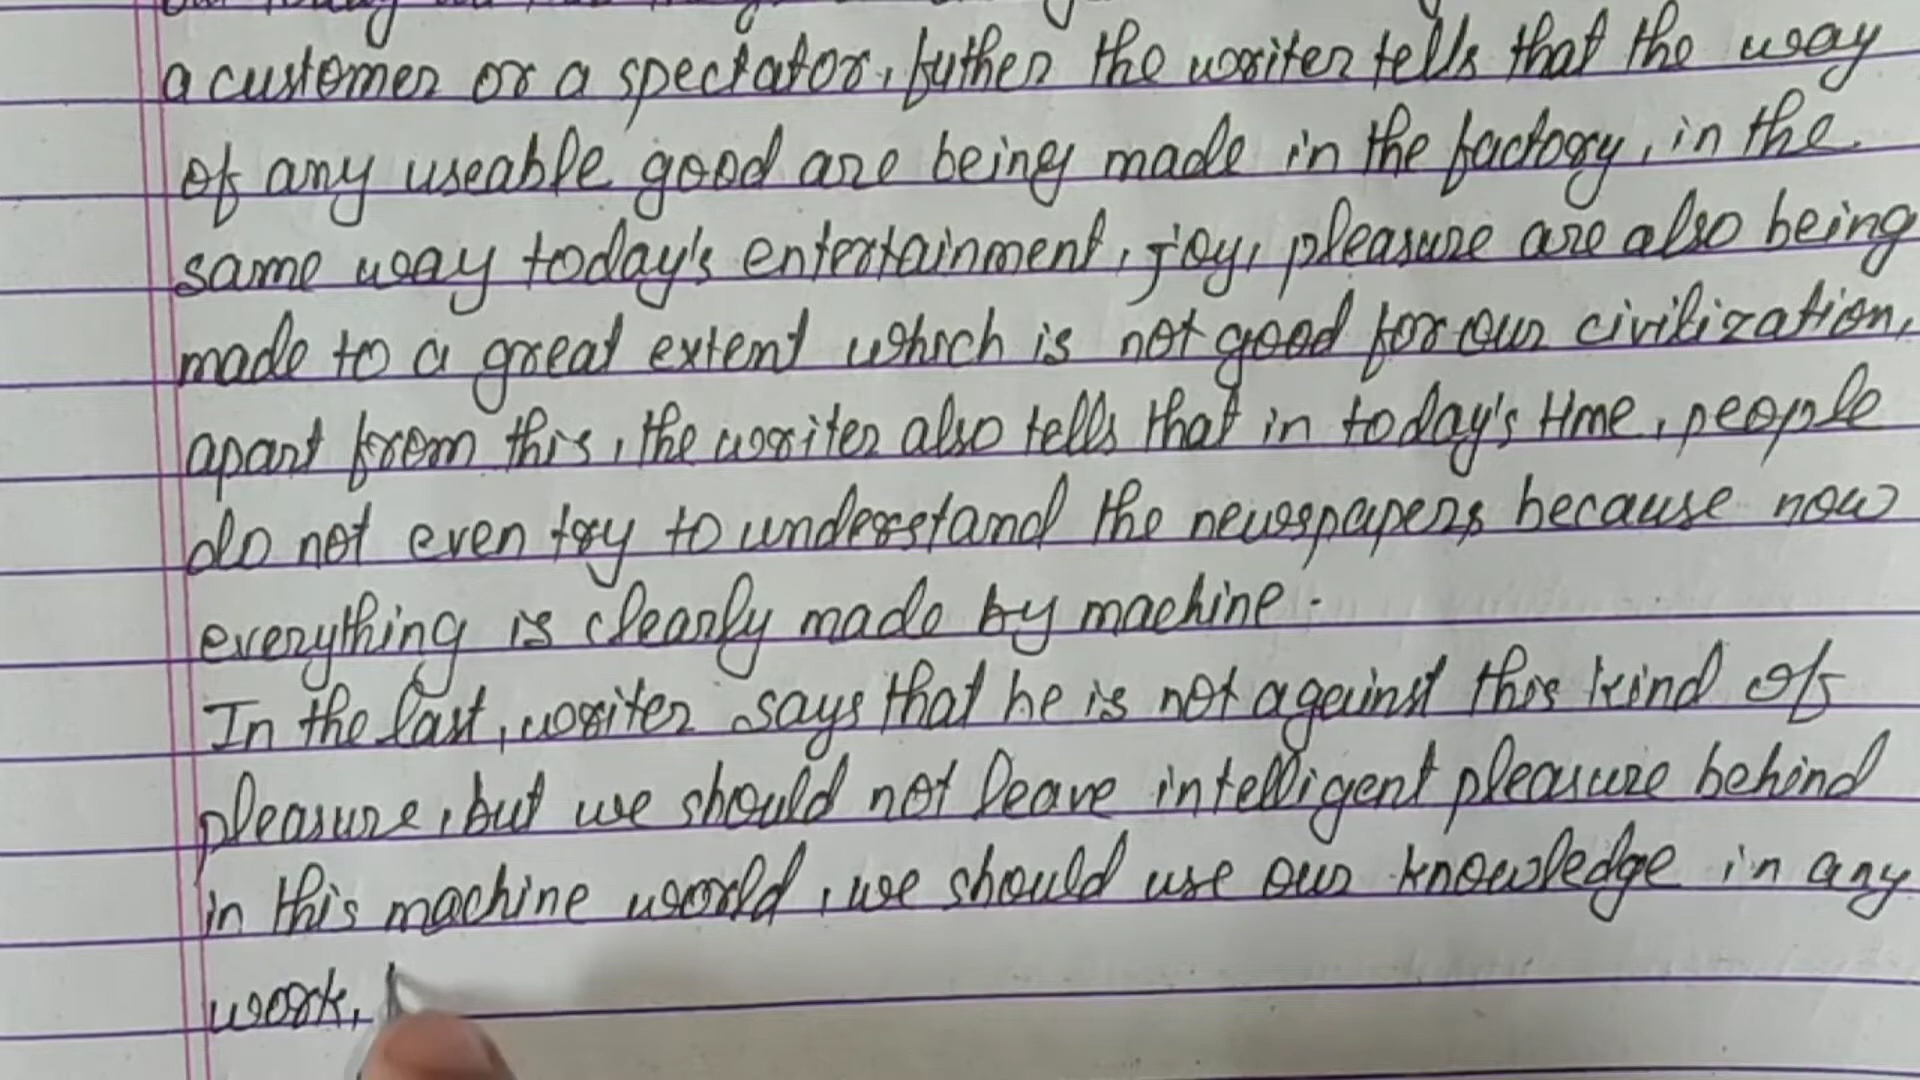 a customer or a spectator, futher the writer tells that the way
of any useable good are being made in the factory, in the
same way today's entertainment, joy, pleasure are also being
made to a great extent which is not good for our civilization,
apart from this, the writer also tells that in today's time, people
do not even try to understand the newspapers because now
everything is clearly made by machine.
In the last, writer says that he is not against this kind of
pleasure, but we should not leave intelligent pleasure behind
in this machine world, we should use our knowledge in any
work,